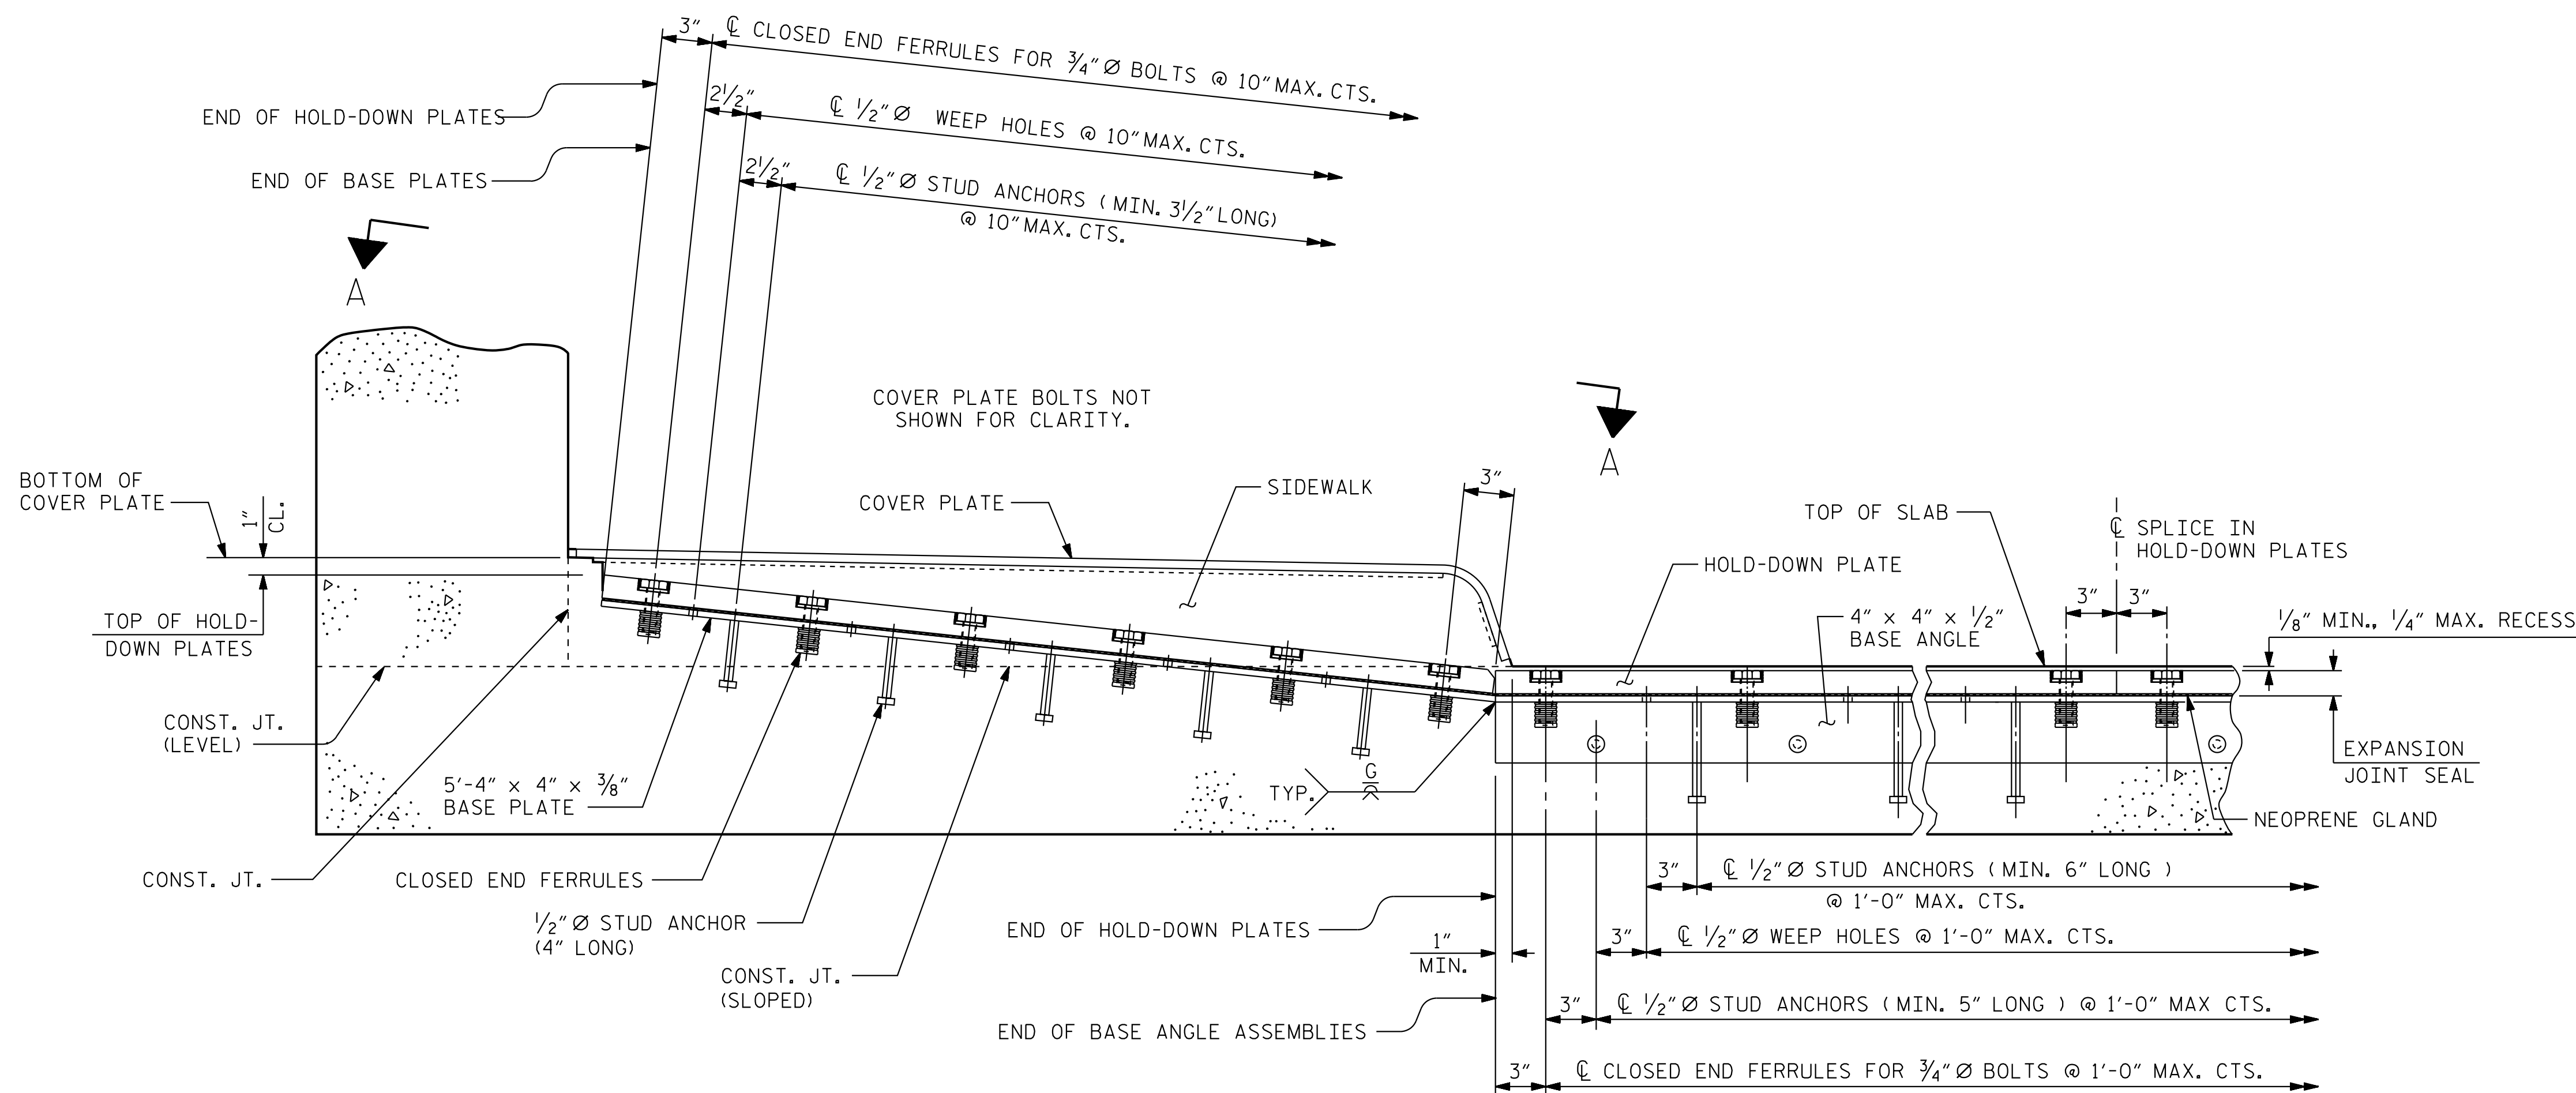 3"
℄ CLOSED END FERRULES FOR 3/4" Ø BOLTS @ 10" MAX. CTS.
END OF HOLD-DOWN PLATES
2 1/2"
℄ 1/2" Ø WEEP HOLES @ 10" MAX. CTS.
END OF BASE PLATES
2 1/2"
℄ 1/2" Ø STUD ANCHORS ( MIN. 3 1/2" LONG)
@ 10" MAX. CTS.
A
COVER PLATE BOLTS NOT
SHOWN FOR CLARITY.
A
BOTTOM OF
COVER PLATE
1"
CL.
COVER PLATE
SIDEWALK
3"
TOP OF SLAB
℄ SPLICE IN
HOLD-DOWN PLATES
HOLD-DOWN PLATE
3"
3"
1/8" MIN., 1/4" MAX. RECESS
4" x 4" x 1/2"
BASE ANGLE
TOP OF HOLD-
DOWN PLATES
CONST. JT.
(LEVEL)
5'-4" x 4" x 3/8"
BASE PLATE
TYP.
G
EXPANSION
JOINT SEAL
NEOPRENE GLAND
CONST. JT.
CLOSED END FERRULES
1/2" Ø STUD ANCHOR
(4" LONG)
CONST. JT.
(SLOPED)
3"
℄ 1/2" Ø STUD ANCHORS ( MIN. 6" LONG )
@ 1'-0" MAX. CTS.
END OF HOLD-DOWN PLATES
1"
MIN.
3"
℄ 1/2" Ø WEEP HOLES @ 1'-0" MAX. CTS.
3"
℄ 1/2" Ø STUD ANCHORS ( MIN. 5" LONG ) @ 1'-0" MAX CTS.
END OF BASE ANGLE ASSEMBLIES
3"
℄ CLOSED END FERRULES FOR 3/4" Ø BOLTS @ 1'-0" MAX. CTS.